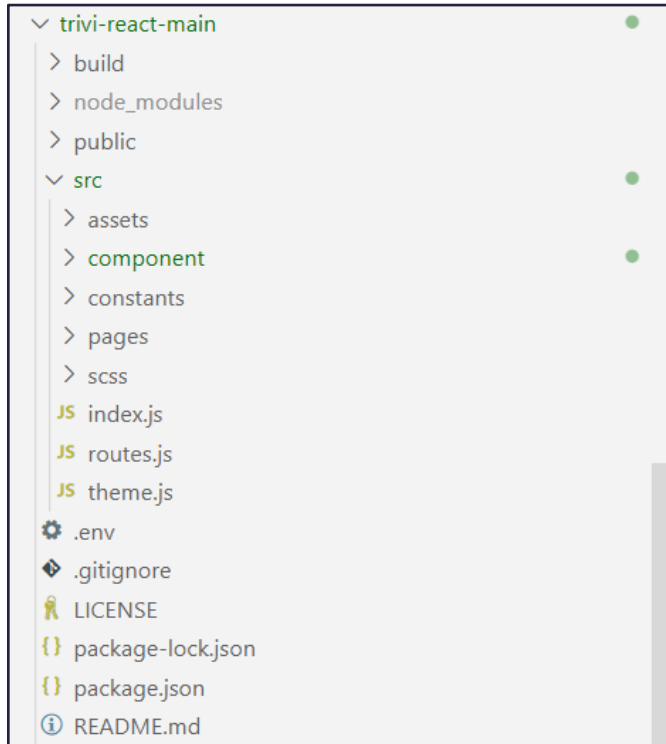 trivi-react-main
build
node_modules
public
src
assets
component
constants
pages
scss
JS index.js
JS routes.js
JS theme.js
.env
.gitignore
LICENSE
{} package-lock.json
{} package.json
README.md